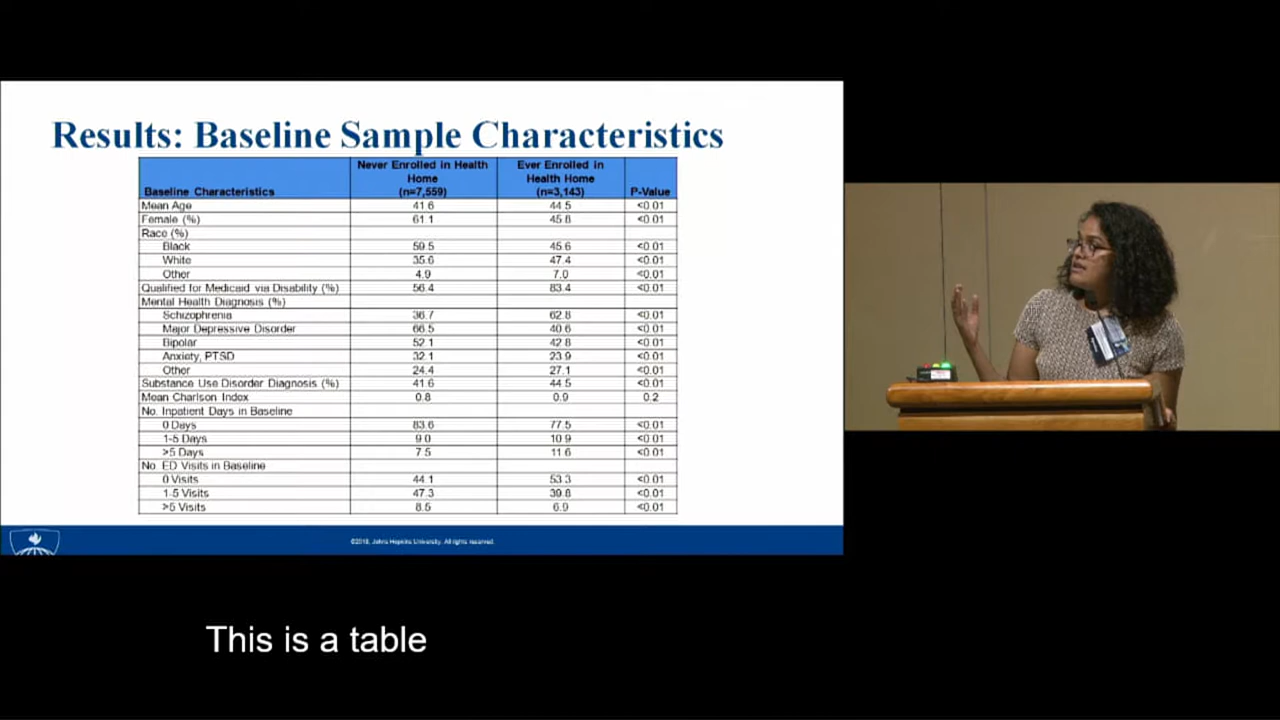 Results: Baseline Sample Characteristics
Baseline Characteristics Never Enrolled in Health Home (n=7,559) Ever Enrolled in Health Home (n=3,143) P-Value
Mean Age 41.6 44.5 <0.01
Female (%) 61.1 45.8 <0.01
Race (%)
Black 59.5 45.6 <0.01
White 35.6 47.4 <0.01
Other 4.9 7.0 <0.01
Qualified for Medicaid via Disability (%) 56.4 83.4 <0.01
Mental Health Diagnosis (%)
Schizophrenia 36.7 62.8 <0.01
Major Depressive Disorder 66.5 40.6 <0.01
Bipolar 52.1 42.8 <0.01
Anxiety, PTSD 32.1 23.9 <0.01
Other 24.4 27.1 <0.01
Substance Use Disorder Diagnosis (%) 41.6 44.5 <0.01
Mean Charlson Index 0.8 0.9 0.2
No. Inpatient Days in Baseline
0 Days 83.6 77.5 <0.01
1-5 Days 9.0 10.9 <0.01
>5 Days 7.5 11.6 <0.01
No. ED Visits in Baseline
0 Visits 44.1 53.3 <0.01
1-5 Visits 47.3 39.8 <0.01
>5 Visits 8.5 6.9 <0.01
©2018, Johns Hopkins University. All rights reserved.
This is a table